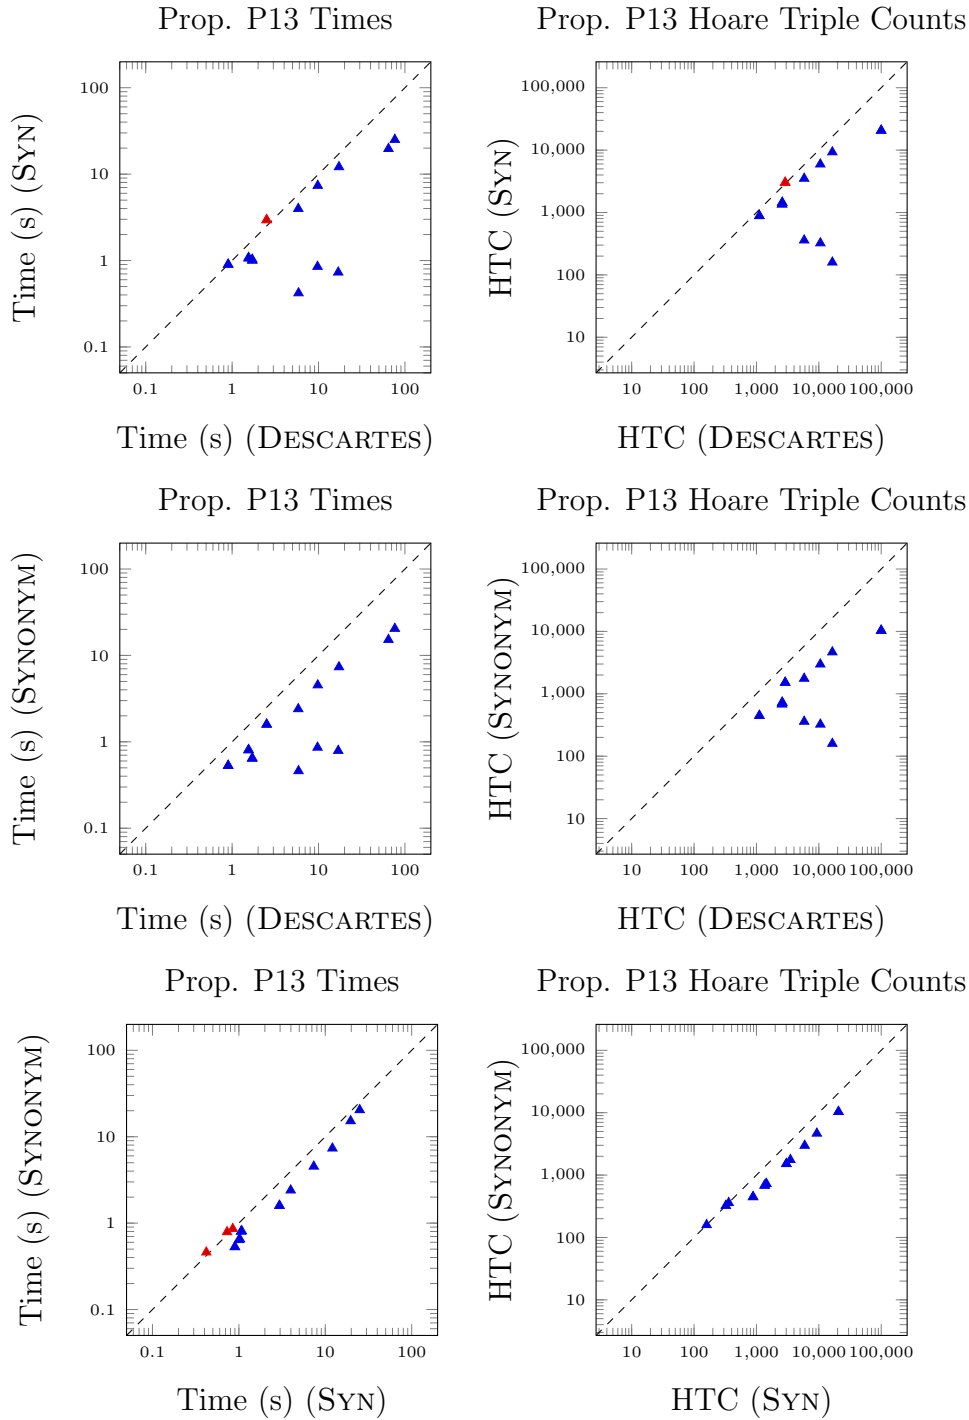 Prop. P13 Times
Prop. P13 Hoare Triple Counts
Time (s) (SYN)
100
10
1
0.1
0.1 1 10 100
Time (s) (DESCARTES)
HTC (SYN)
100,000
10,000
1,000
100
10
10 1,000 10,000 100,000
HTC (DESCARTES)
Prop. P13 Times
Prop. P13 Hoare Triple Counts
Time (s) (SYNONYM)
100
10
1
0.1
0.1 1 10 100
Time (s) (DESCARTES)
HTC (SYNONYM)
100,000
10,000
1,000
100
10
10 1,000 10,000 100,000
HTC (DESCARTES)
Prop. P13 Times
Prop. P13 Hoare Triple Counts
Time (s) (SYNONYM)
100
10
1
0.1
0.1 1 10 100
Time (s) (SYN)
HTC (SYNONYM)
100,000
10,000
1,000
100
10
10 1,000 10,000 100,000
HTC (SYN)